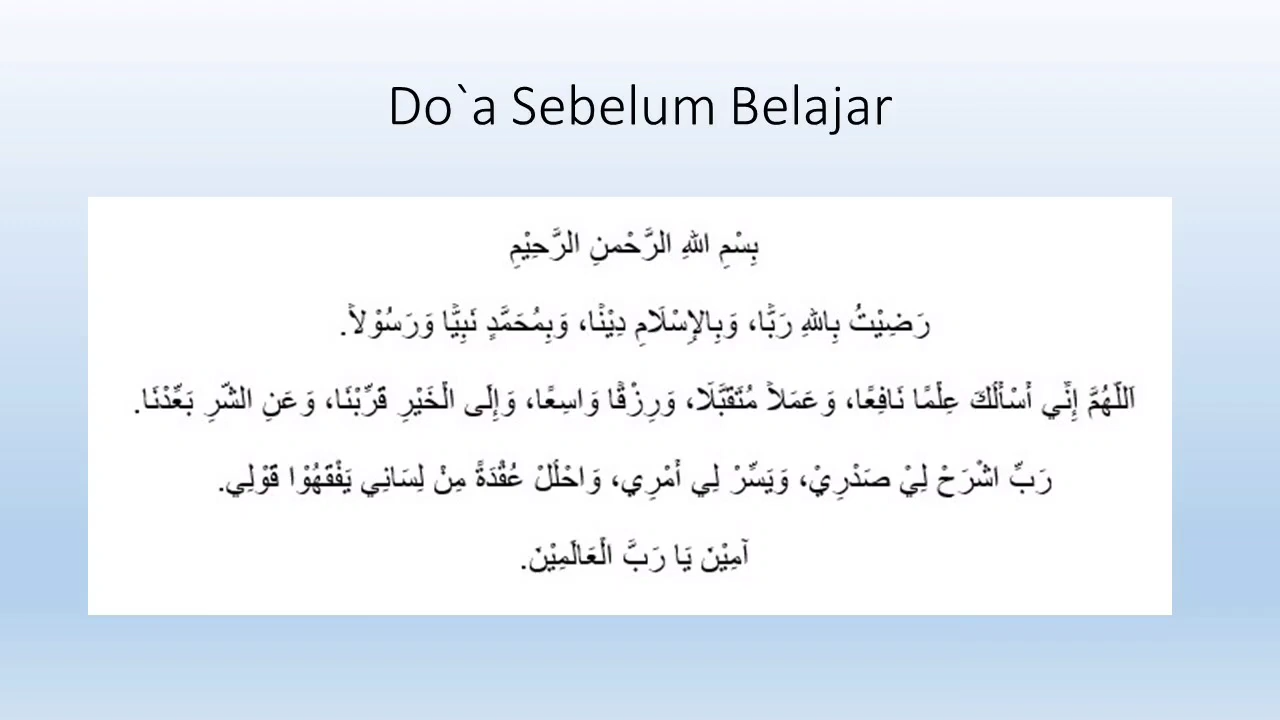 Do`a Sebelum Belajar
بِسْمِ اللهِ الرَّحْمنِ الرَّحِيْمِ
رَضِيْتُ بِاللهِ رَبًّا، وَبِالإِسْلَامِ دِيْنًا، وَبِمُحَمَّدٍ نَبِيًّا وَرَسُوْلاً.
اَللّهُمَّ إِنِّي أَسْأَلُكَ عِلْمًا نَافِعًا، وَعَمَلاً مُتَقَبَّلَا، وَرِزْقًا وَاسِعًا، وَإِلَى الْخَيْرِ قَرِّبْنَا، وَعَنِ الشّرِ بَعِّدْنَا.
رَبِّ اشْرَحْ لِيْ صَدْرِيْ، وَيَسِّرْ لِي أَمْرِي، وَاحْلُلْ عُقْدَةً مِنْ لِسَانِي يَفْقَهُوْا قَوْلِي.
آمِيْنَ يَا رَبَّ الْعَالَمِيْنَ.